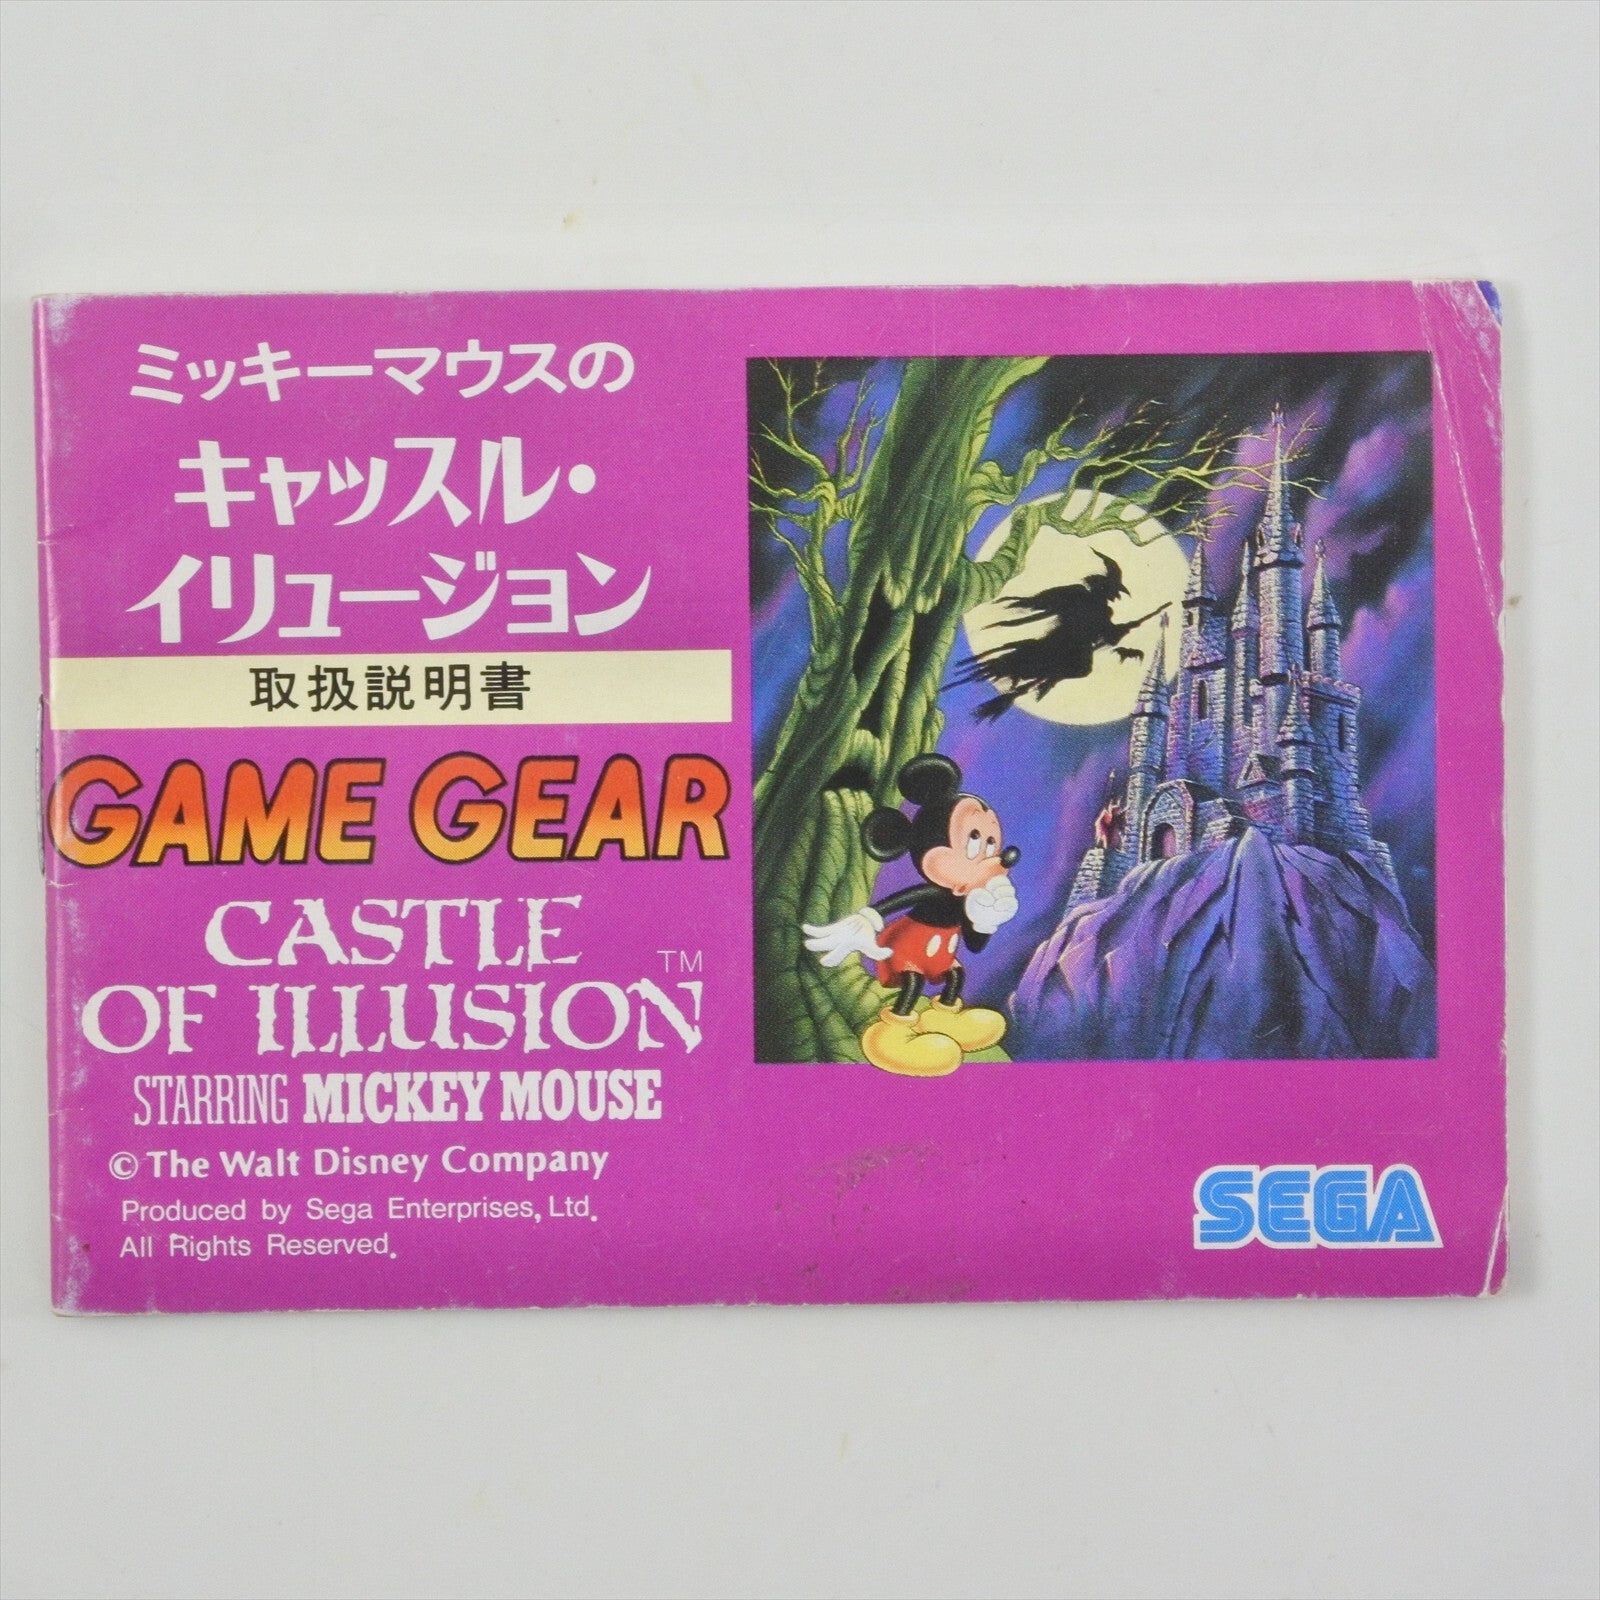 ミッキーマウスの
キャッスル・
イリュージョン
取扱説明書
GAME GEAR
CASTLE
OF ILLUSION™
STARRING MICKEY MOUSE
© The Walt Disney Company
Produced by Sega Enterprises, Ltd.
All Rights Reserved.
SEGA